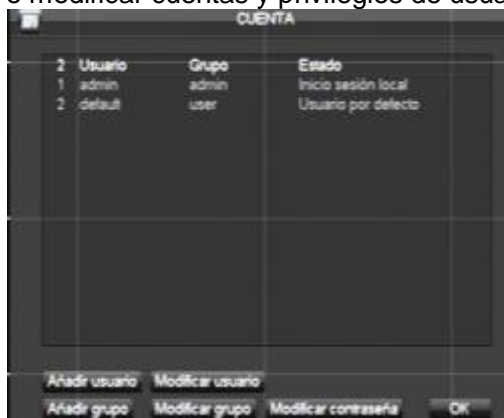 o modificar cuentas y privilegios de usua
CUENTA
2 Usuario Grupo Estado
1 admin admin Inicio sesión local
2 default user Usuario por defecto
Añadir usuario Modificar usuario
Añadir grupo Modificar grupo Modificar contraseña OK